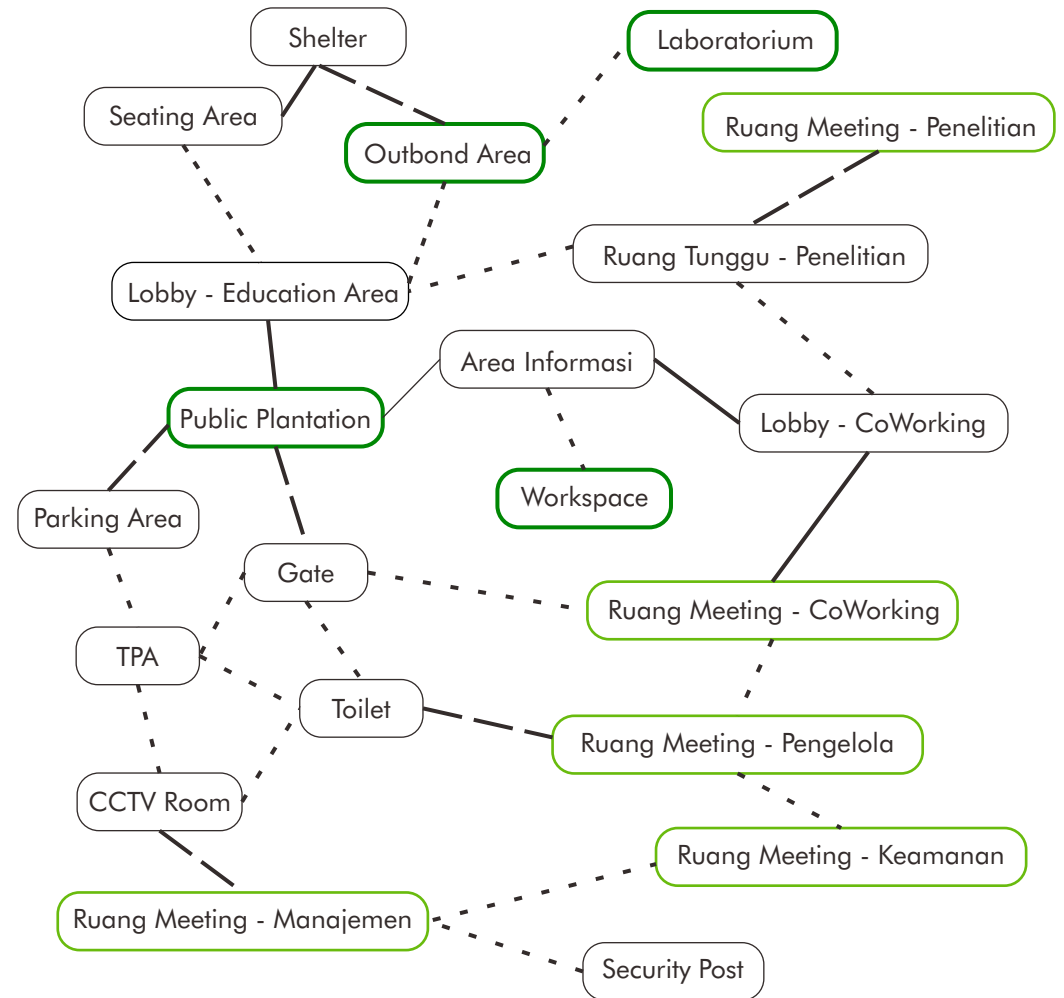 Shelter
Laboratorium
Seating Area
Outbond Area
Ruang Meeting - Penelitian
Ruang Tunggu - Penelitian
Lobby - Education Area
Area Informasi
Public Plantation
Lobby - CoWorking
Workspace
Parking Area
Gate
Ruang Meeting - CoWorking
TPA
Toilet
Ruang Meeting - Pengelola
CCTV Room
Ruang Meeting - Keamanan
Ruang Meeting - Manajemen
Security Post